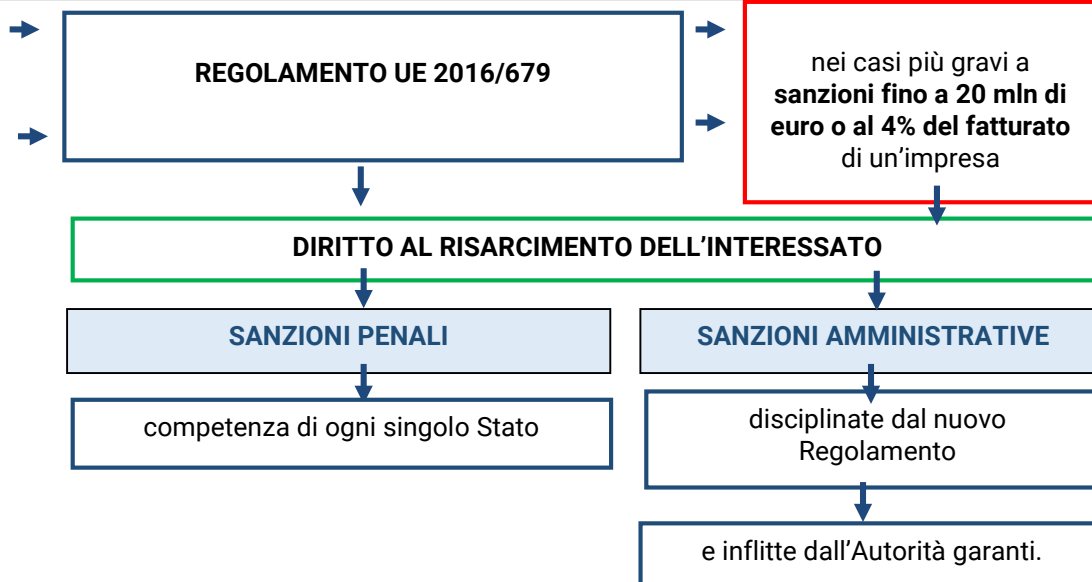 REGOLAMENTO UE 2016/679
nei casi più gravi a
sanzioni fino a 20 mln di
euro o al 4% del fatturato
di un’impresa
DIRITTO AL RISARCIMENTO DELL’INTERESSATO
SANZIONI PENALI
SANZIONI AMMINISTRATIVE
competenza di ogni singolo Stato
disciplinate dal nuovo
Regolamento
e inflitte dall’Autorità garanti.